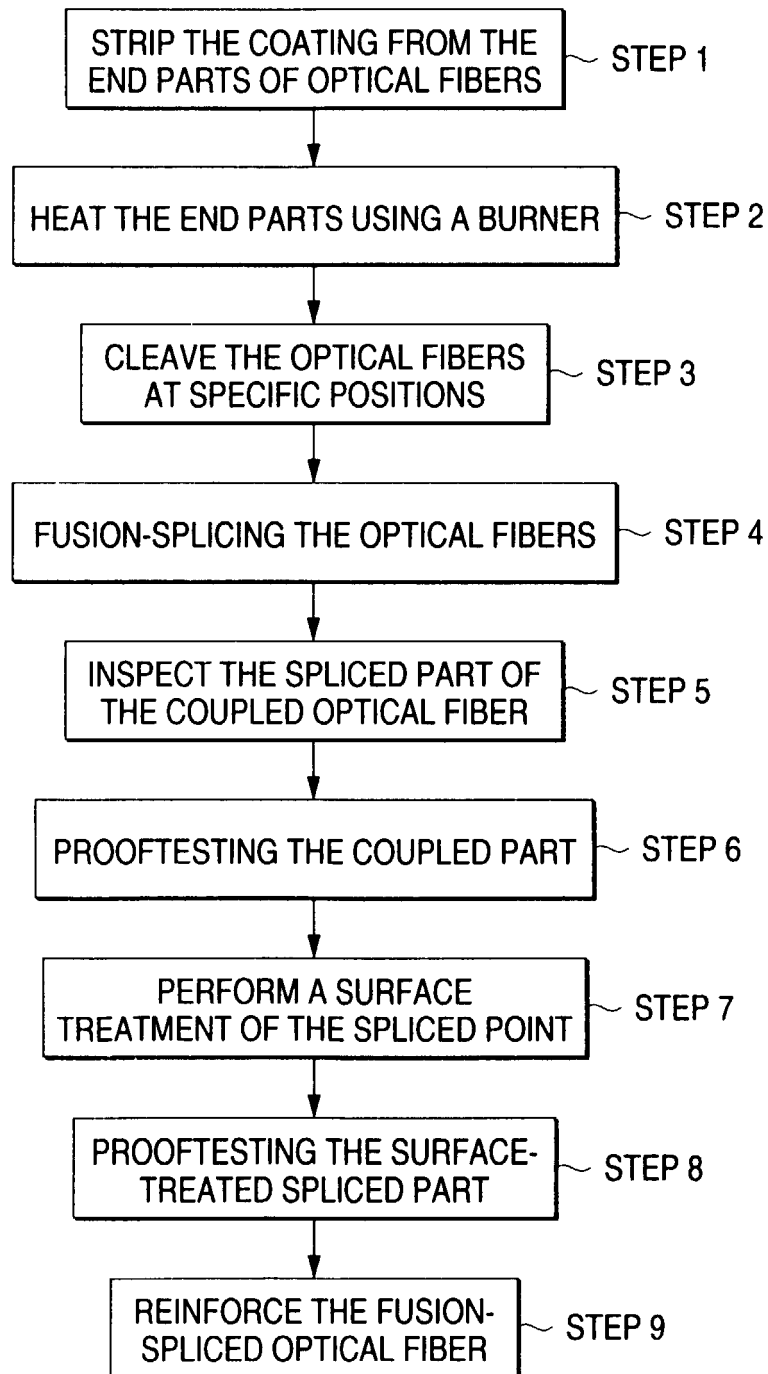 STRIP THE COATING FROM THE
END PARTS OF OPTICAL FIBERS
STEP 1
HEAT THE END PARTS USING A BURNER
STEP 2
CLEAVE THE OPTICAL FIBERS
AT SPECIFIC POSITIONS
STEP 3
FUSION-SPLICING THE OPTICAL FIBERS
STEP 4
INSPECT THE SPLICED PART OF
THE COUPLED OPTICAL FIBER
STEP 5
PROOFTESTING THE COUPLED PART
STEP 6
PERFORM A SURFACE
TREATMENT OF THE SPLICED POINT
STEP 7
PROOFTESTING THE SURFACE-
TREATED SPLICED PART
STEP 8
REINFORCE THE FUSION-
SPLICED OPTICAL FIBER
STEP 9